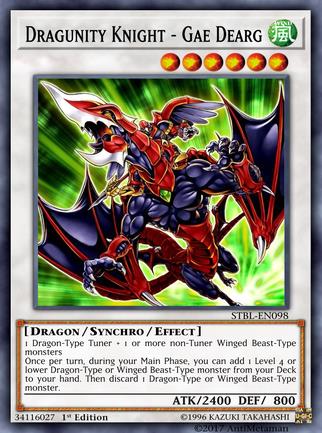 DRAGUNITY KNIGHT - GAE DEARG
WIND
風
STBL-EN098
[DRAGON / SYNCHRO / EFFECT]
1 Dragon-Type Tuner + 1 or more non-Tuner Winged Beast-Type
monsters
Once per turn, during your Main Phase, you can add 1 Level 4 or
lower Dragon-Type or Winged Beast-Type monster from your Deck
to your hand. Then discard 1 Dragon-Type or Winged Beast-Type
monster.
ATK/2400 DEF/ 800
34116027 1st Edition ©1996 KAZUKI TAKAHASHI
©2017 AntiMetaman